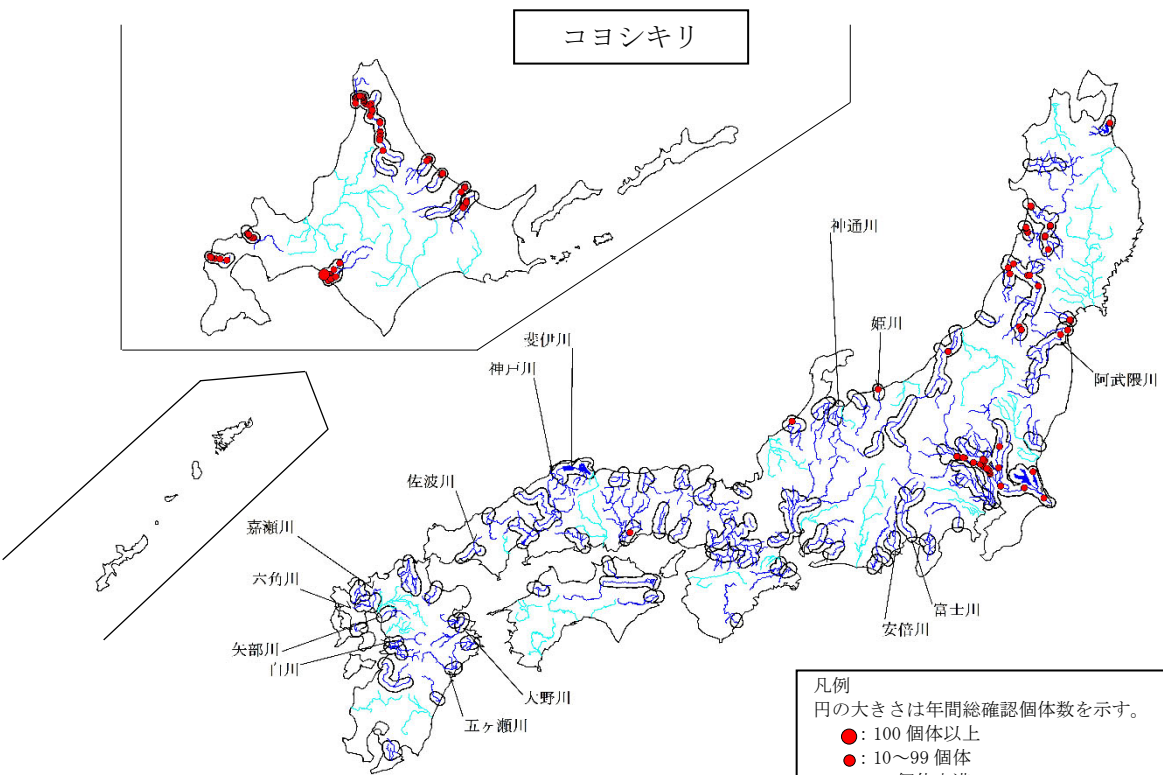 コヨシキリ
神通川
姫川
斐伊川
神戸川
阿武隈川
佐波川
嘉瀬川
六角川
矢部川
白川
大野川
五ヶ瀬川
富士川
安倍川
凡例
円の大きさは年間総確認個体数を示す。
: 100 個体以上
: 10～99 個体